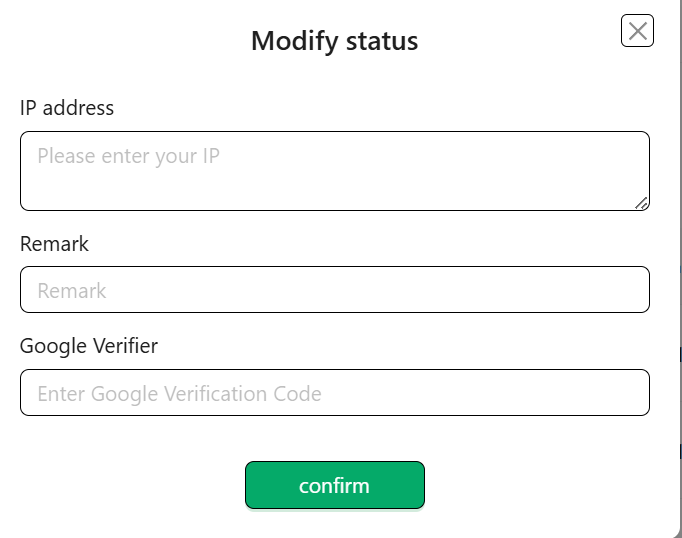 Modify status
IP address
Please enter your IP
Remark
Remark
Google Verifier
Enter Google Verification Code
confirm